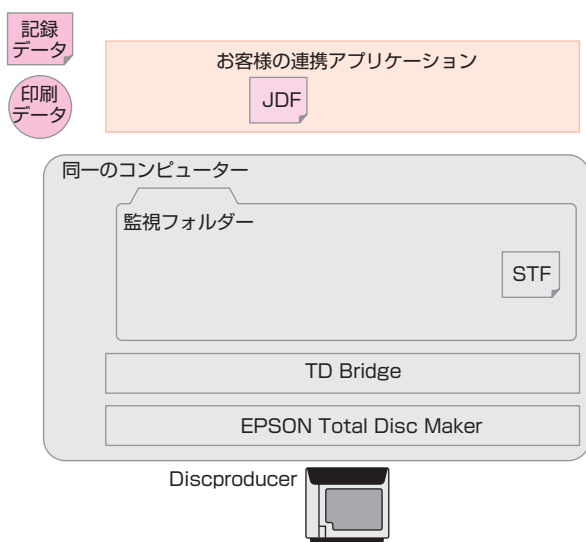 記録
データ
印刷
データ
お客様の連携アプリケーション
JDF
同一のコンピューター
監視フォルダー
STF
TD Bridge
EPSON Total Disc Maker
Discproducer